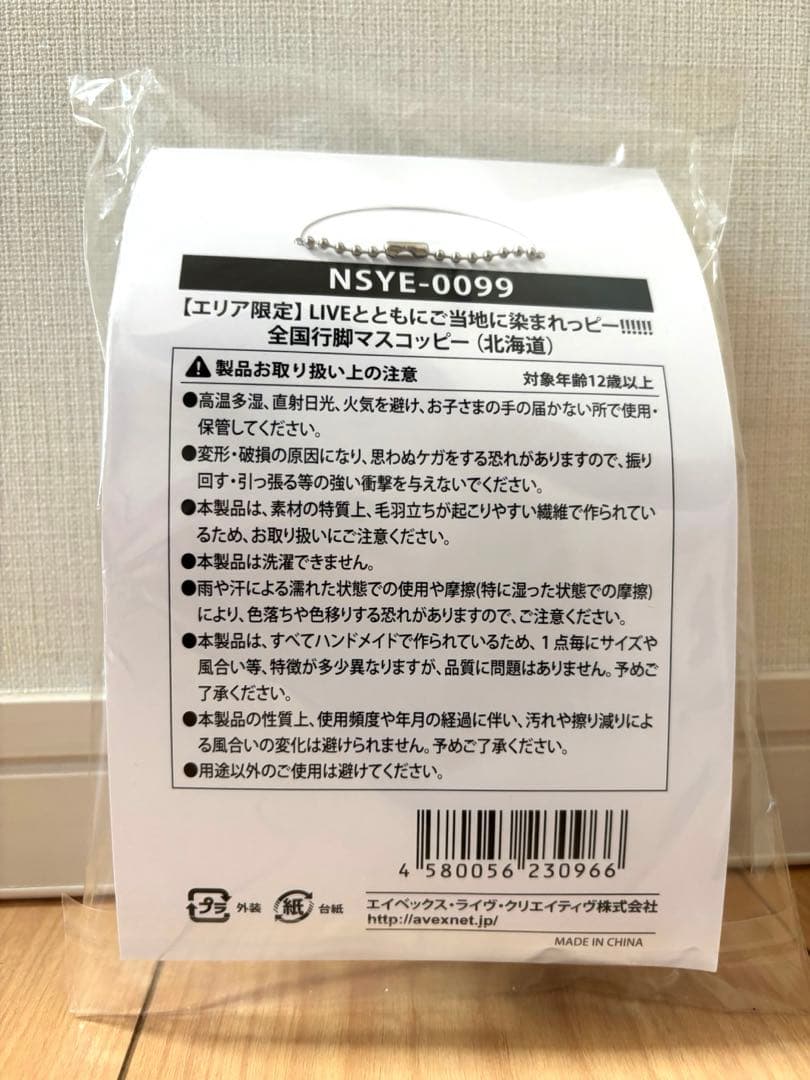 NSYE-0099
【エリア限定】LIVEとともにご当地に染まれっピー!!!!!!
全国行脚マスコッピー（北海道）
製品お取り扱い上の注意 対象年齢12歳以上
●高温多湿、直射日光、火気を避け、お子さまの手の届かない所で使用・
保管してください。
●変形・破損の原因になり、思わぬケガをする恐れがありますので、振り
回す・引っ張る等の強い衝撃を与えないでください。
●本製品は、素材の特質上、毛羽立ちが起こりやすい繊維で作られてい
るため、お取り扱いにご注意ください。
●本製品は洗濯できません。
●雨や汗による濡れた状態での使用や摩擦(特に湿った状態での摩擦)
により、色落ちや色移りする恐れがありますので、ご注意ください。
●本製品は、すべてハンドメイドで作られているため、1点毎にサイズや
風合い等、特徴が多少異なりますが、品質に問題はありません。予めご
了承ください。
●本製品の性質上、使用頻度や年月の経過に伴い、汚れや擦り減りによ
る風合いの変化は避けられません。予めご了承ください。
●用途以外のご使用は避けてください。
4 580056 230966
プラ 外装 紙 台紙
エイベックス・ライヴ・クリエイティヴ株式会社
http://avexnet.jp/
MADE IN CHINA